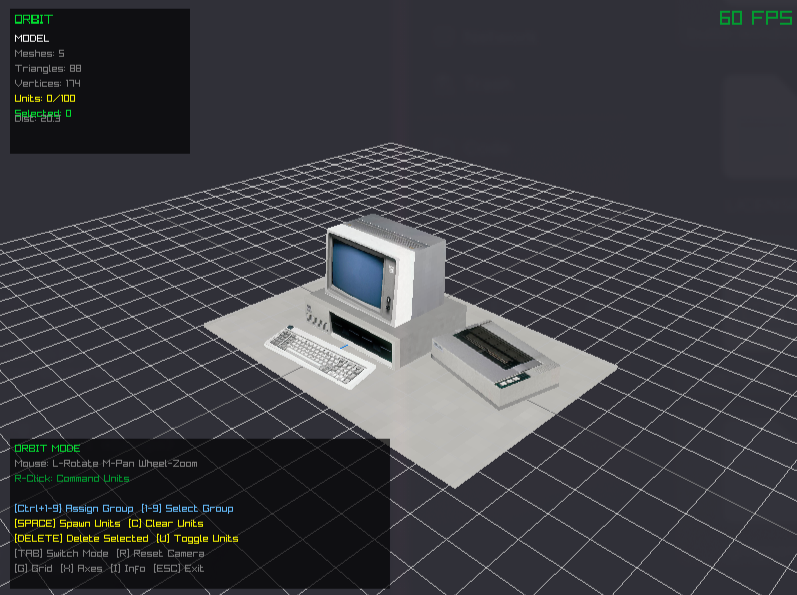 ORBIT
60 FPS
MODEL
Meshes: 5
Triangles: 88
Vertices: 174
Units: 0/100
Selected: 0
Dist: 20.3
ORBIT MODE
Mouse: L-Rotate M-Pan Wheel-Zoom
R-Click: Command Units
[Ctrl+1-9] Assign Group [1-9] Select Group
[SPACE] Spawn Units [C] Clear Units
[DELETE] Delete Selected [U] Toggle Units
[TAB] Switch Mode [R] Reset Camera
[G] Grid [X] Axes [I] Info [ESC] Exit